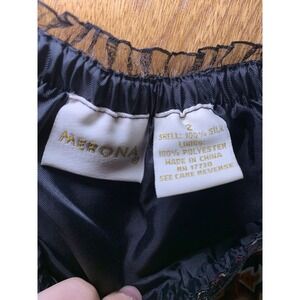 MERONA®
2
SHELL: 100% SILK
LINING:
100% POLYESTER
MADE IN CHINA
RN 17730
SEE CARE REVERSE